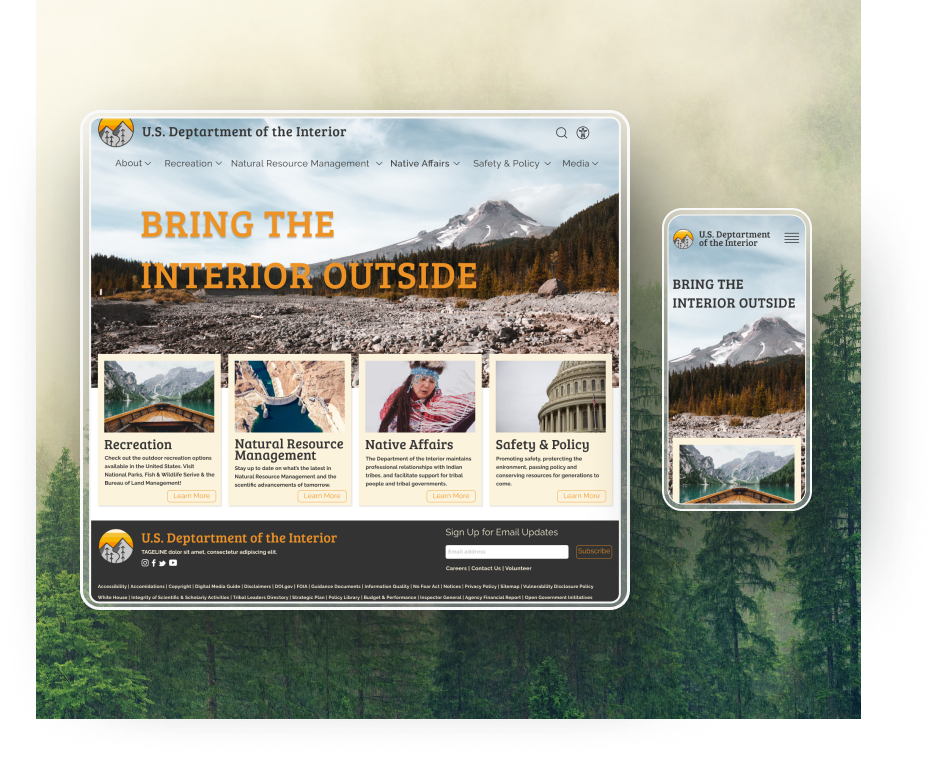 U.S. Deptartment of the Interior
About Recreation Natural Resource Management Native Affairs Safety & Policy Media
BRING THE
INTERIOR OUTSIDE
Recreation
Check out the outdoor recreation options
available in the United States. Visit
National Parks, Fish & Wildlife Serive & the
Bureau of Land Management!
Learn More
Natural Resource
Management
Stay up to date on what's the latest in
Natural Resource Management and the
scentific advancements of tomorrow.
Learn More
Native Affairs
The Department of the Interior maintains
professional relationships with Indian
tribes, and facilitate support for tribal
people and tribal governments.
Learn More
Safety & Policy
Promoting safety, protercting the
enironment, passing policy and
conserving resources for generations to
come.
Learn More
U.S. Deptartment of the Interior
TAGELINE dolor sit amet, consectetur adipiscing elit.
Sign Up for Email Updates
Email address
Subscribe
Careers | Contact Us | Volunteer
Accessibility | Accomidations | Copyright | Digital Media Guide | Disclaimers | DOI.gov | FOIA | Guidance Documents | Information Quality | No Fear Act | Notices | Privacy Policy | Sitemap | Vulnerability Disclosure Policy
White House | Integrity of Scientific & Scholarly Activities | Tribal Leaders Directory | Strategic Plan | Policy Library | Budget & Performance | Inspector General | Agency Financial Report | Open Government Inititatives
U.S. Deptartment
of the Interior
BRING THE
INTERIOR OUTSIDE